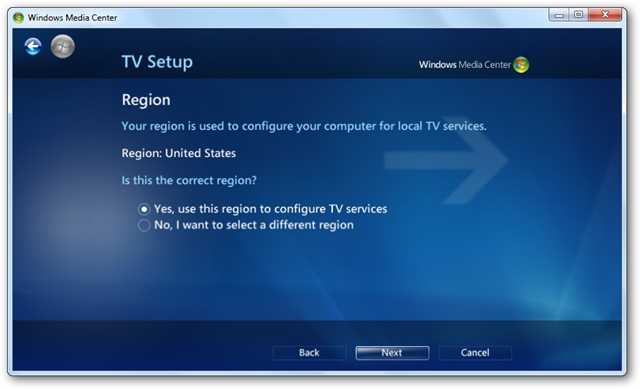 Windows Media Center
TV Setup
Windows Media Center
Region
Your region is used to configure your computer for local TV services.
Region: United States
Is this the correct region?
Yes, use this region to configure TV services
No, I want to select a different region
Back
Next
Cancel